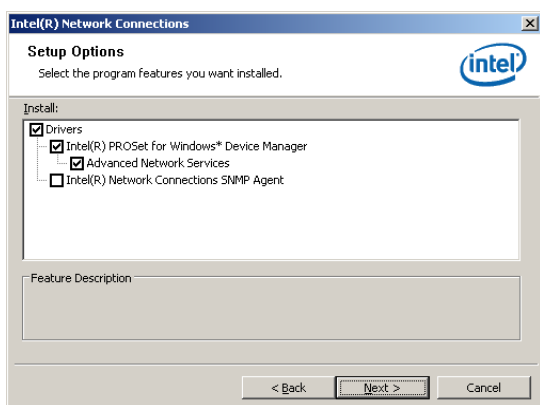 Intel(R) Network Connections
Setup Options
Select the program features you want installed.
intel
Install:
Drivers
Intel(R) PROSet for Windows* Device Manager
Advanced Network Services
Intel(R) Network Connections SNMP Agent
Feature Description
< Back
Next >
Cancel